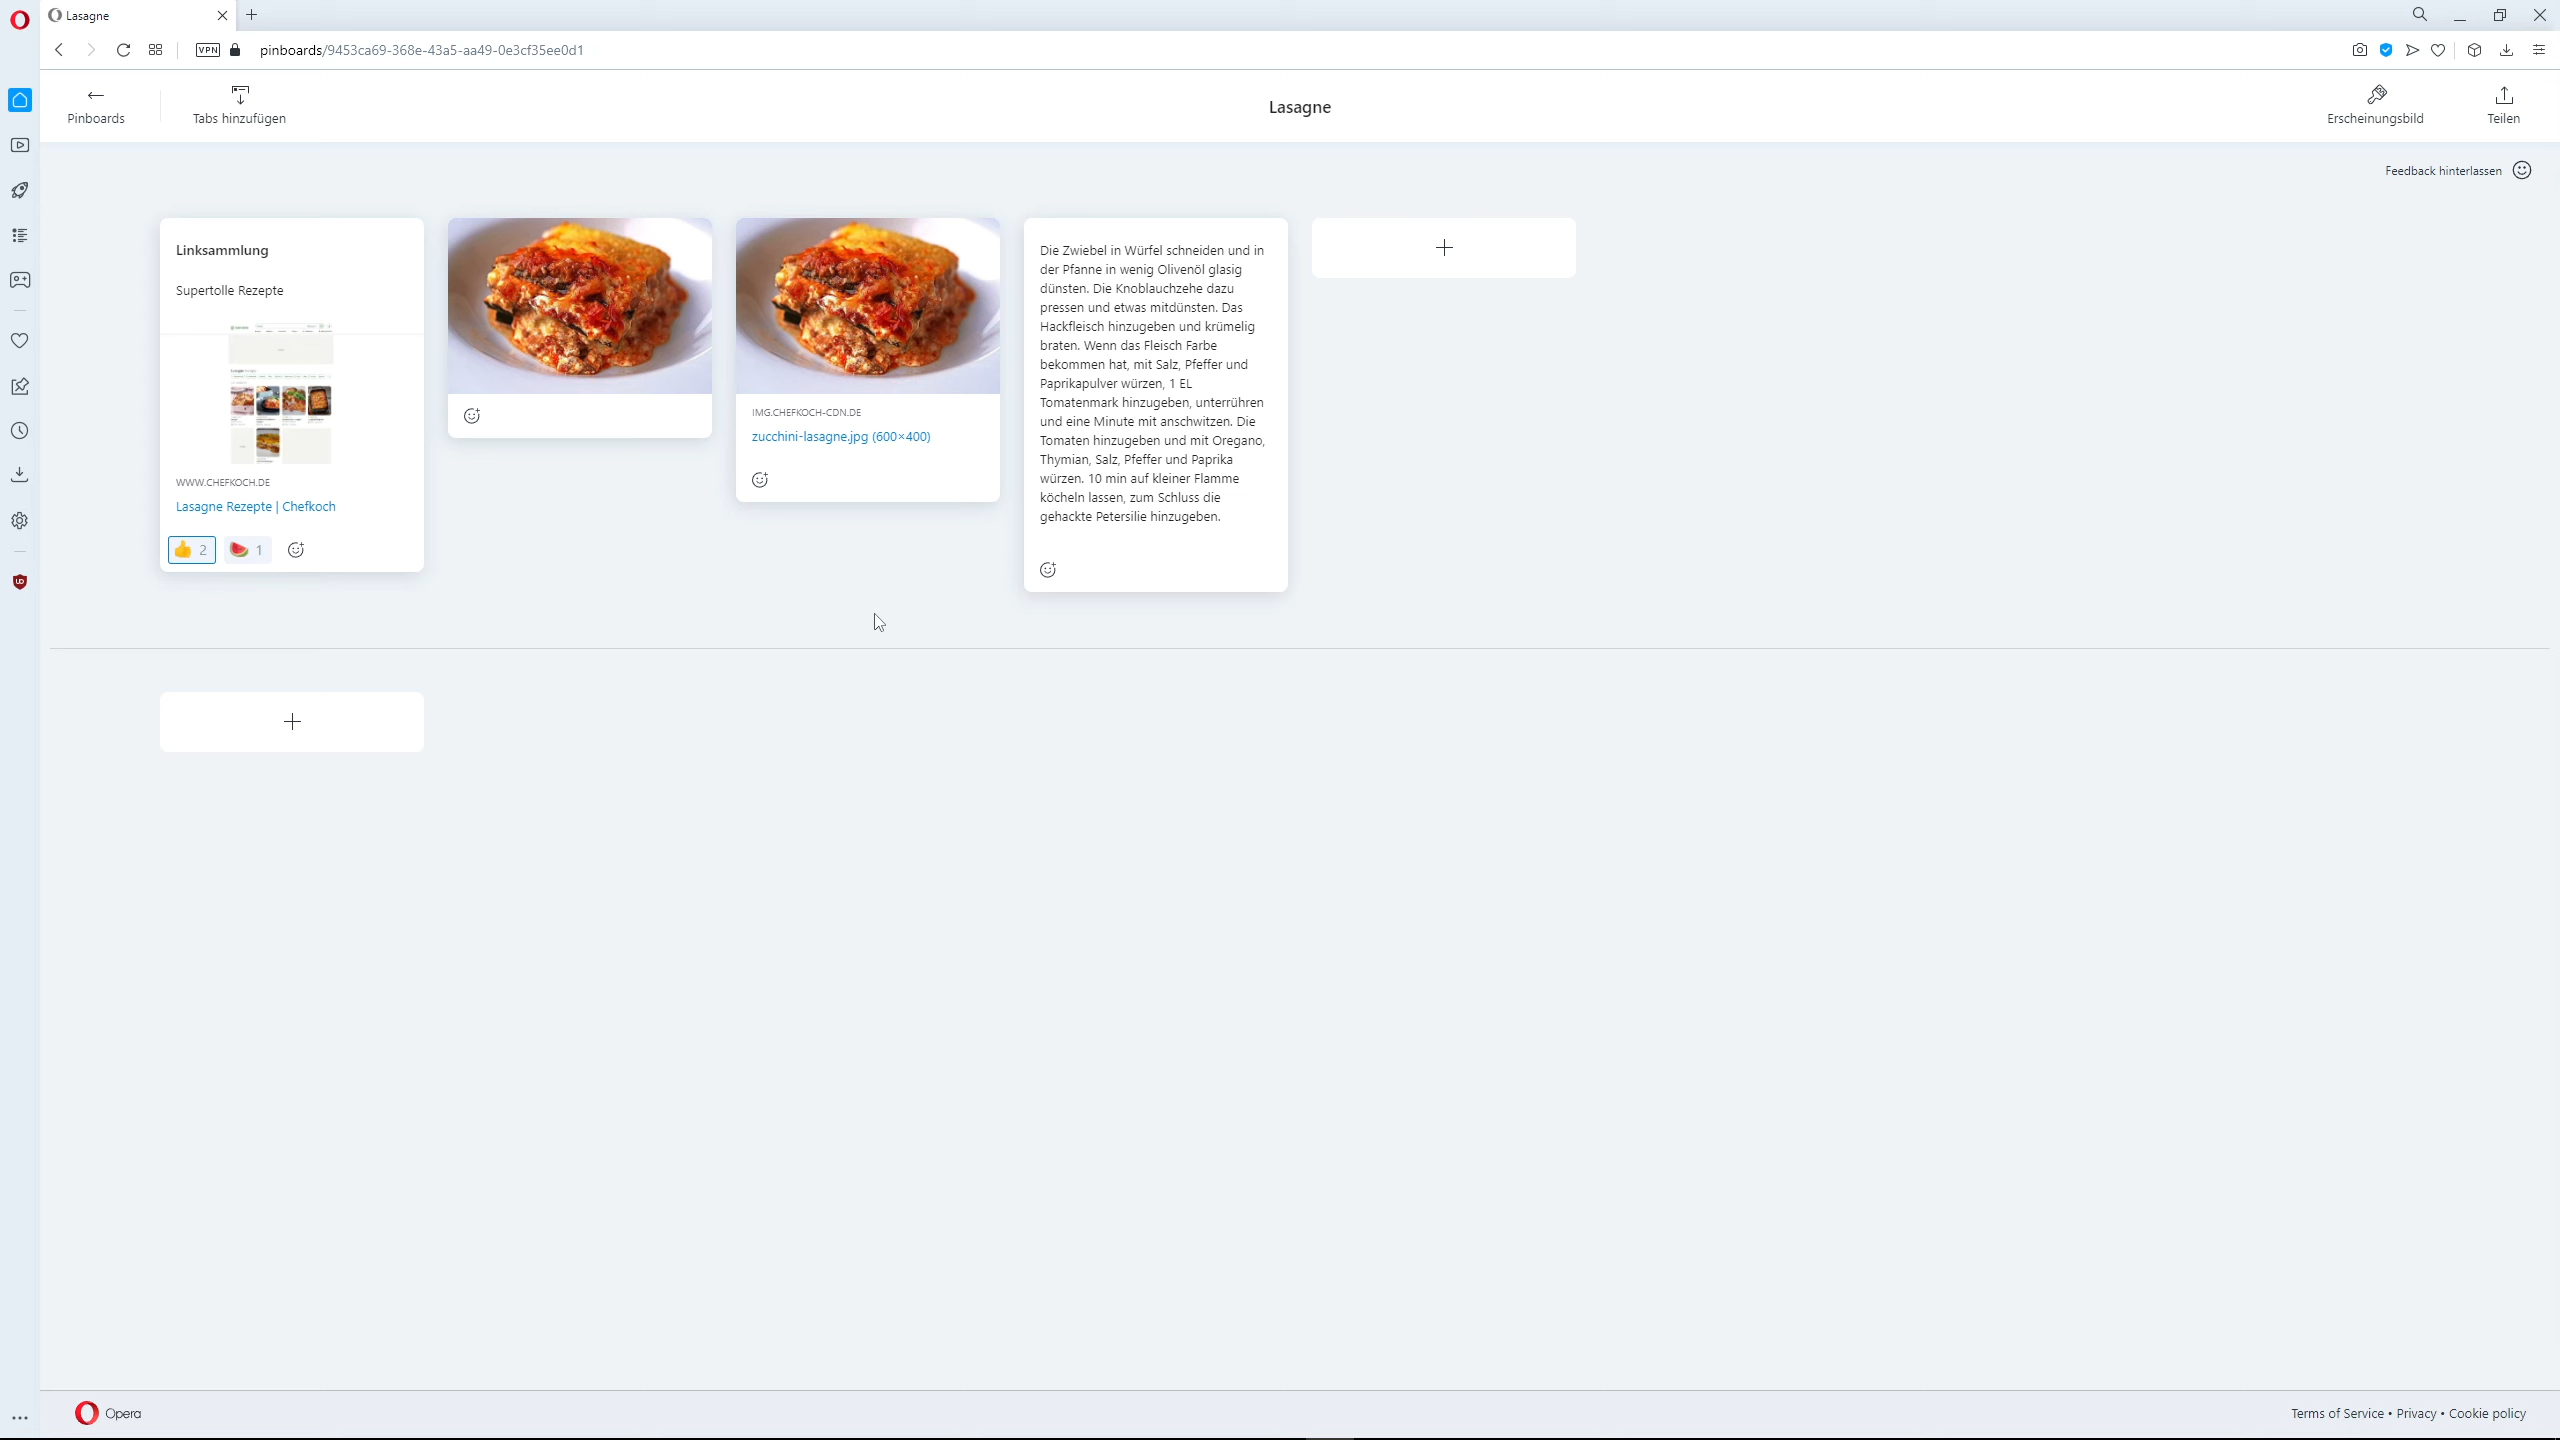 Lasagne
VPN
pinboards/9453ca69-368e-43a5-aa49-0e3cf35ee0d1
Pinboards
Tabs hinzufügen
Lasagne
Erscheinungsbild
Teilen
Feedback hinterlassen
Linksammlung
Supertolle Rezepte
WWW.CHEFKOCH.DE
Lasagne Rezepte | Chefkoch
2
1
IMG.CHEFKOCH-CDN.DE
zucchini-lasagne.jpg (600×400)
Die Zwiebel in Würfel schneiden und in
der Pfanne in wenig Olivenöl glasig
dünsten. Die Knoblauchzehe dazu
pressen und etwas mitdünsten. Das
Hackfleisch hinzugeben und krümelig
braten. Wenn das Fleisch Farbe
bekommen hat, mit Salz, Pfeffer und
Paprikapulver würzen, 1 EL
Tomatenmark hinzugeben, unterrühren
und eine Minute mit anschwitzen. Die
Tomaten hinzugeben und mit Oregano,
Thymian, Salz, Pfeffer und Paprika
würzen. 10 min auf kleiner Flamme
köcheln lassen, zum Schluss die
gehackte Petersilie hinzugeben.
Opera
Terms of Service • Privacy • Cookie policy